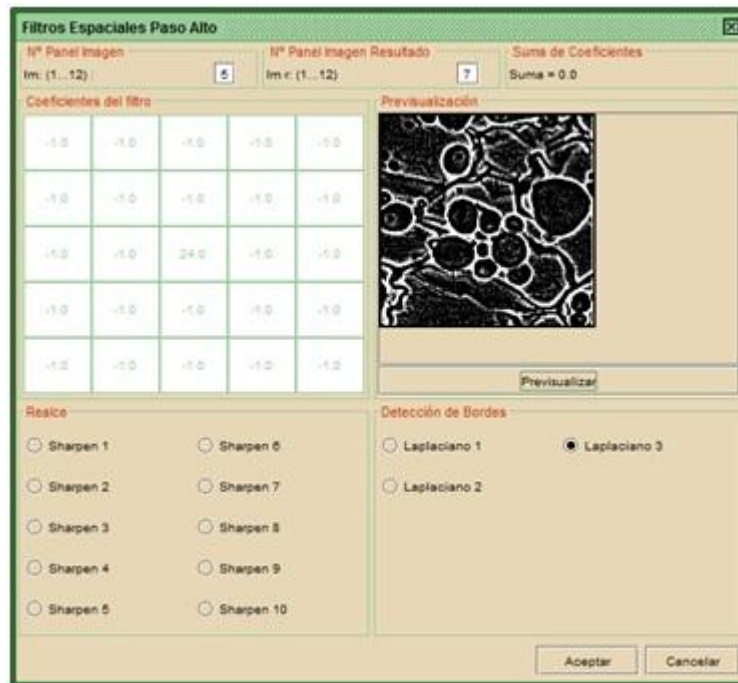 Filtros Espaciales Paso Alto
Nº Panel Imagen
Im: (1...12) : 5
Nº Panel Imagen Resultado
Im r: (1...12) 7
Suma de Coeficientes
Suma = 0.0
Coeficientes del filtro
-1.0 -1.0 -1.0 -1.0 -1.0
-1.0 -1.0 -1.0 -1.0 -1.0
-1.0 -1.0 24.0 -1.0 -1.0
-1.0 -1.0 -1.0 -1.0 -1.0
-1.0 -1.0 -1.0 -1.0 -1.0
Previsualización
Previsualizar
Realce
Sharpen 1 Sharpen 6
Sharpen 2 Sharpen 7
Sharpen 3 Sharpen 8
Sharpen 4 Sharpen 9
Sharpen 5 Sharpen 10
Detección de Bordes
Laplaciano 1 Laplaciano 3
Laplaciano 2
Aceptar Cancelar